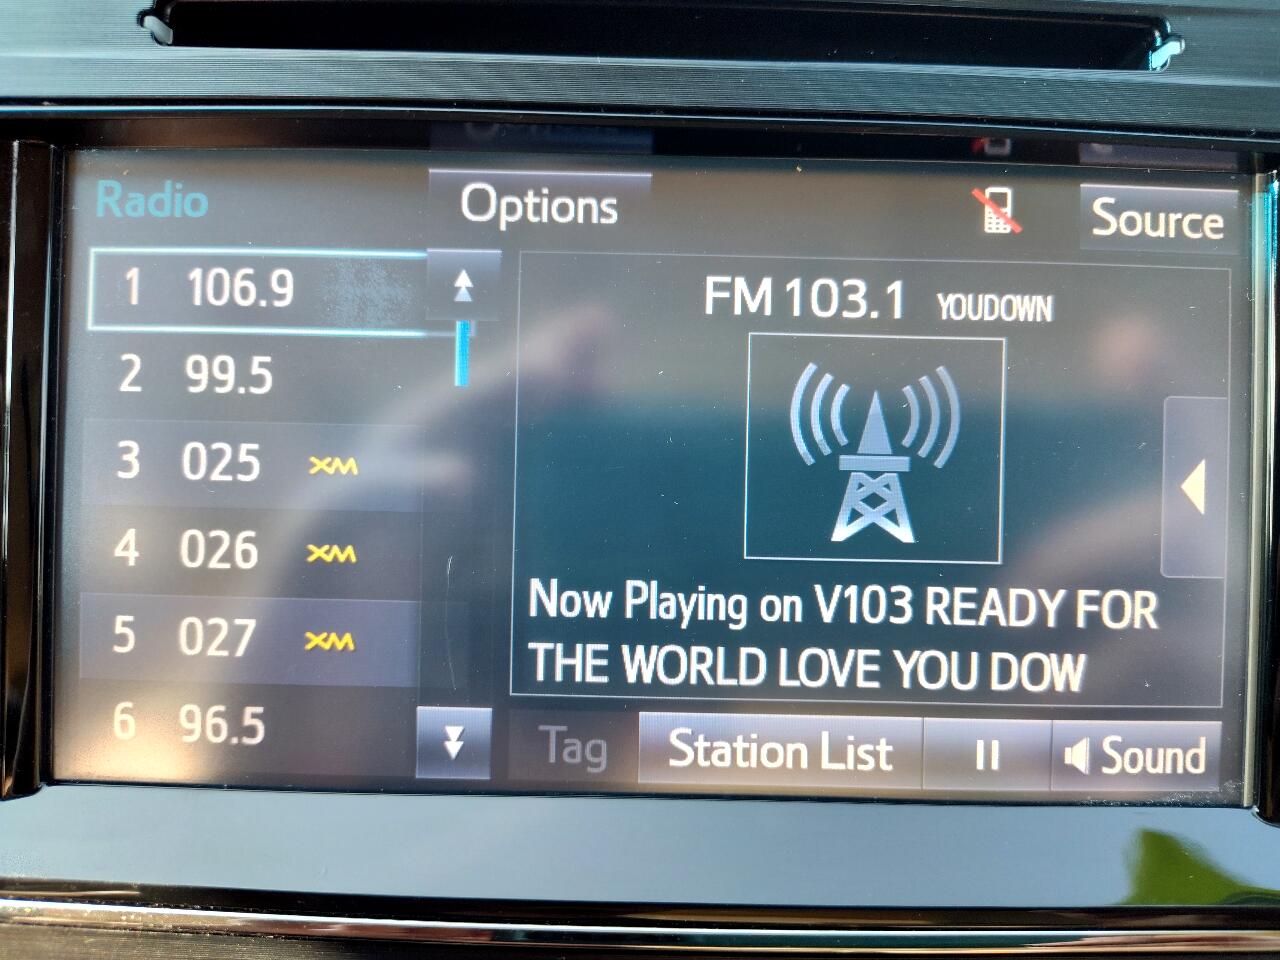 Radio
Options
Source
1 106.9
2 99.5
3 025 XM
4 026 XM
5 027 XM
6 96.5
FM 103.1 YOUDOWN
Now Playing on V103 READY FOR
THE WORLD LOVE YOU DOW
Tag
Station List
Sound